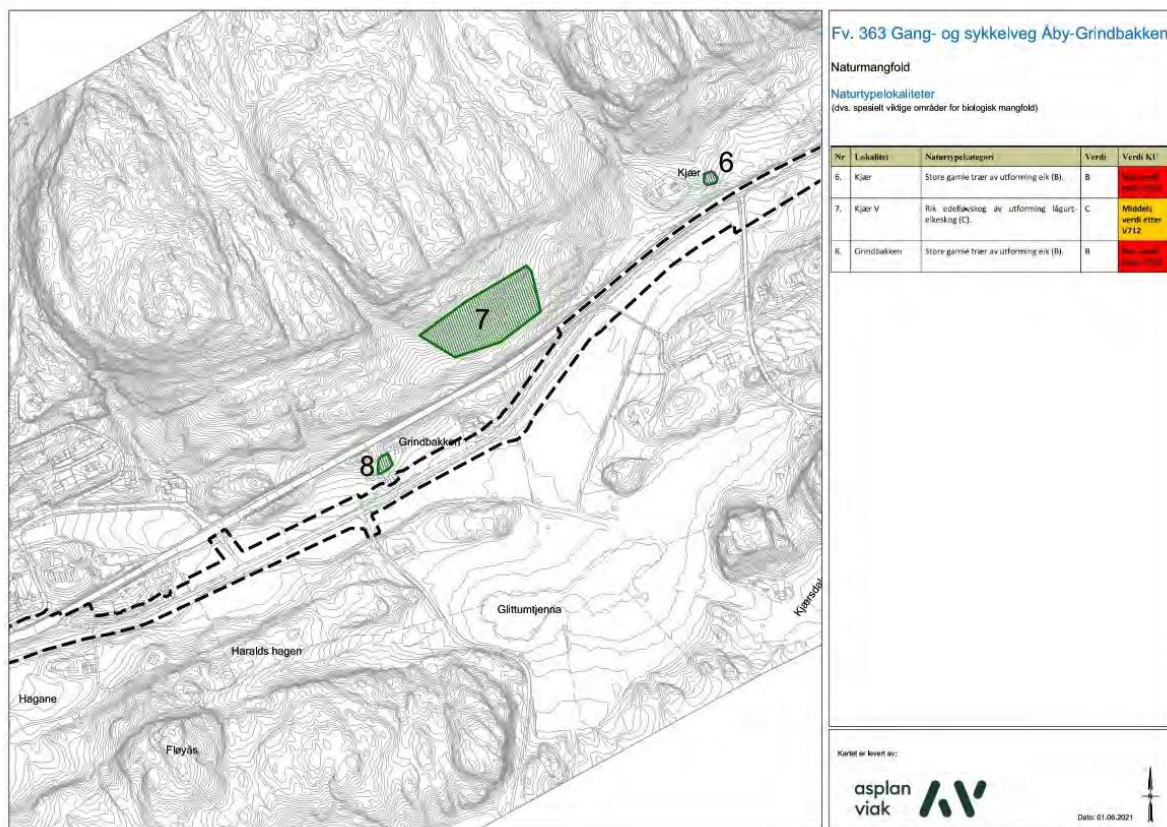 Fv. 363 Gang- og sykkelveg Åby-Grindbakken
Naturmangfold
Naturtypelokaliteter
(dvs. spesielt viktige områder for biologisk mangfold)
Nr Lokalitet Naturtypekategori Verdi Verdi KU
6. Kjær Store gamle trær av utforming eik (B). B
7. Kjær V Rik edelløvskog av utforming lågurt-
eikeskog (C). C Middels
verdi etter
V712
8. Grindbakken Store gamle trær av utforming eik (B). B
6
Kjær
7
Grindbakken
8
Glittumtjenna
Haralds hagen
Hagane
Fløyås
Kartet er levert av:
asplan
viak
Dato: 01.06.2021